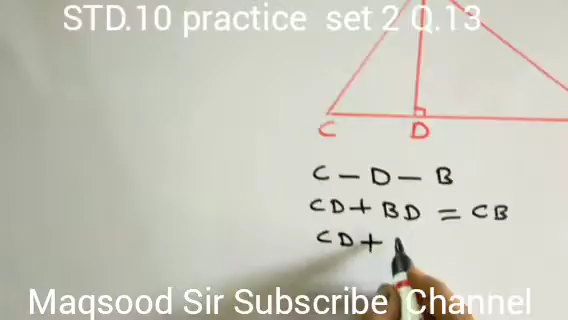 STD.10 practice set 2 Q.13
C D
C - D - B
CD + BD = CB
CD +
Maqsood Sir Subscribe Channel